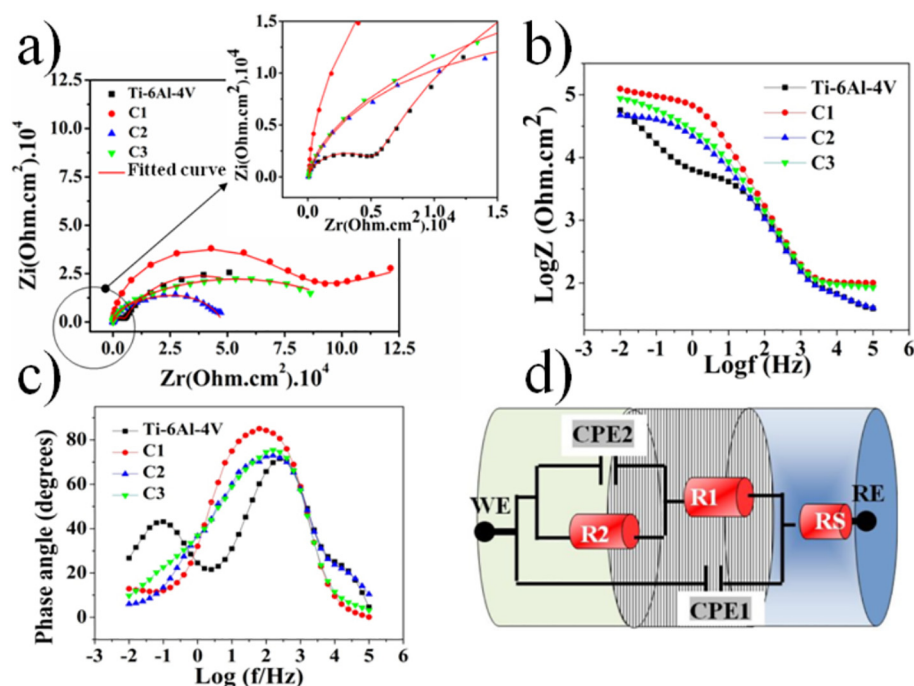 a)
12.5
10.0
7.5
5.0
2.5
0.0
Zi(Ohm.cm²).10⁴
0.0 2.5 5.0 7.5 10.0 12.5
Zr(Ohm.cm²).10⁴
Ti-6Al-4V
C1
C2
C3
Fitted curve
1.5
1.0
0.5
0.0
Zi(Ohm.cm²).10⁴
0.0 0.5 1.0 1.5
Zr(Ohm.cm²).10⁴
b)
LogZ (Ohm.cm²)
5
4
3
2
1
-3 -2 -1 0 1 2 3 4 5 6
Logf (Hz)
Ti-6Al-4V
C1
C2
C3
c)
Phase angle (degrees)
80
60
40
20
0
-3 -2 -1 0 1 2 3 4 5 6
Log (f/Hz)
Ti-6Al-4V
C1
C2
C3
d)
CPE2
WE
R2
R1
RS
RE
CPE1